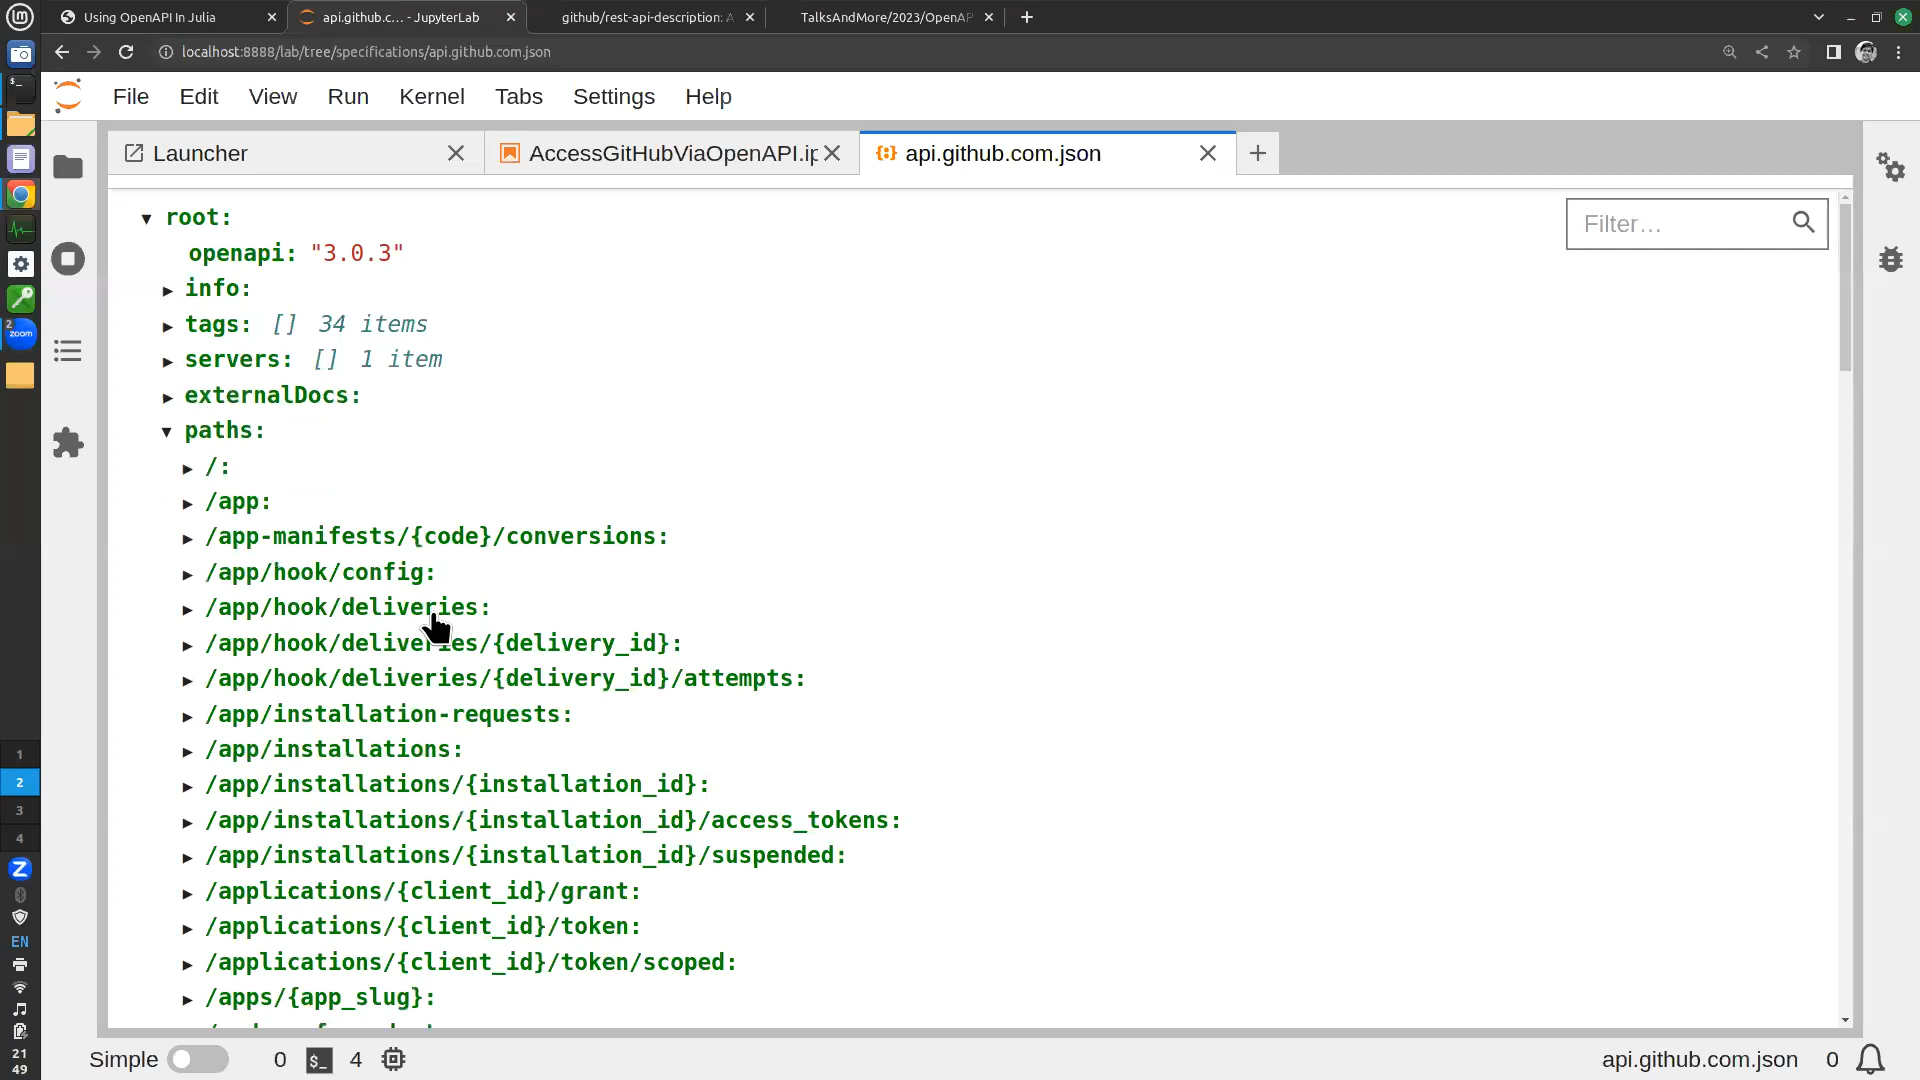 Using OpenAPI In Julia
api.github.c... - JupyterLab
github/rest-api-description: A
TalksAndMore/2023/OpenAP
localhost:8888/lab/tree/specifications/api.github.com.json
File Edit View Run Kernel Tabs Settings Help
Launcher
AccessGitHubViaOpenAPI.ip
api.github.com.json
Filter...
root:
openapi: "3.0.3"
info:
tags: [] 34 items
servers: [] 1 item
externalDocs:
paths:
/:
/app:
/app-manifests/{code}/conversions:
/app/hook/config:
/app/hook/deliveries:
/app/hook/deliveries/{delivery_id}:
/app/hook/deliveries/{delivery_id}/attempts:
/app/installation-requests:
/app/installations:
/app/installations/{installation_id}:
/app/installations/{installation_id}/access_tokens:
/app/installations/{installation_id}/suspended:
/applications/{client_id}/grant:
/applications/{client_id}/token:
/applications/{client_id}/token/scoped:
/apps/{app_slug}:
2
zoom
1
2
3
4
Z
EN
21
49
Simple 0 $_ 4
api.github.com.json 0